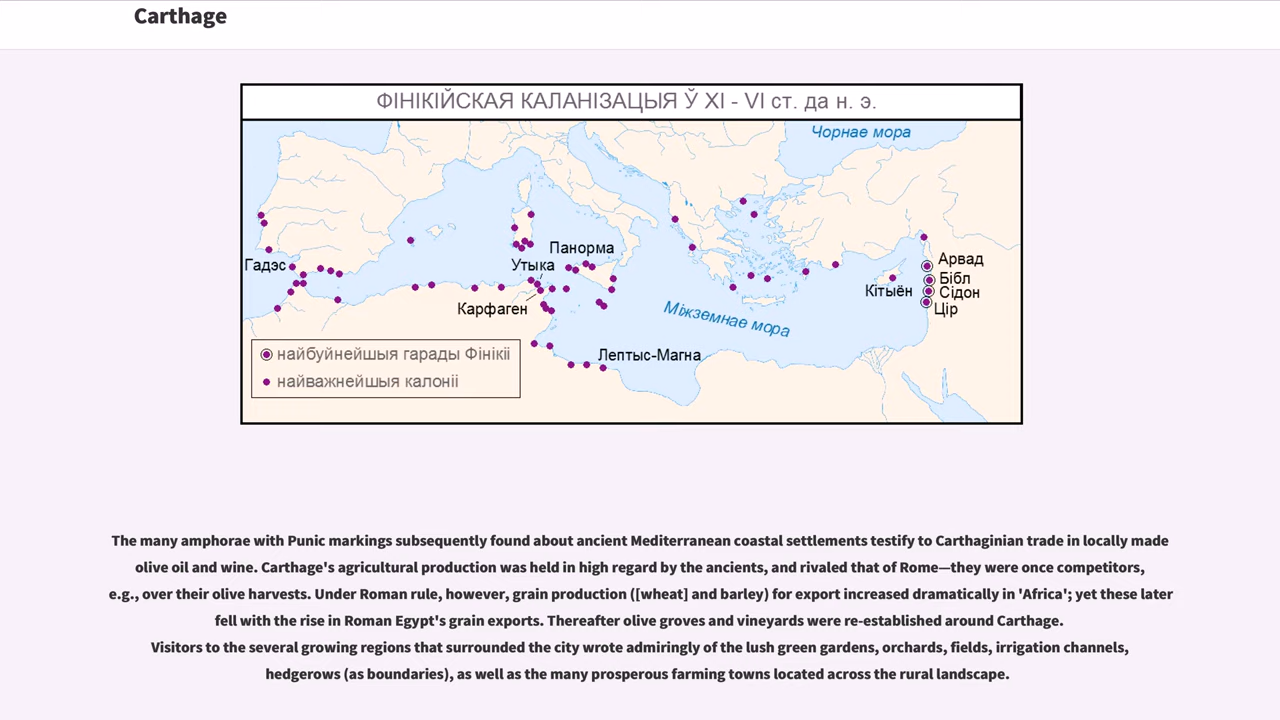 Carthage
ФІНІКІЙСКАЯ КАЛАНІЗАЦЫЯ Ў XI - VI ст. да н. э.
Чорнае мора
Панорма
Гадэс
Утыка
Арвад
Бібл
Кітыён
Сідон
Карфаген
Цір
Міжземнае мора
Лептыс-Магна
найбуйнейшыя гарады Фінікіі
найважнейшыя калоніі
The many amphorae with Punic markings subsequently found about ancient Mediterranean coastal settlements testify to Carthaginian trade in locally made
olive oil and wine. Carthage's agricultural production was held in high regard by the ancients, and rivaled that of Rome—they were once competitors,
e.g., over their olive harvests. Under Roman rule, however, grain production ([wheat] and barley) for export increased dramatically in 'Africa'; yet these later
fell with the rise in Roman Egypt's grain exports. Thereafter olive groves and vineyards were re-established around Carthage.
Visitors to the several growing regions that surrounded the city wrote admiringly of the lush green gardens, orchards, fields, irrigation channels,
hedgerows (as boundaries), as well as the many prosperous farming towns located across the rural landscape.